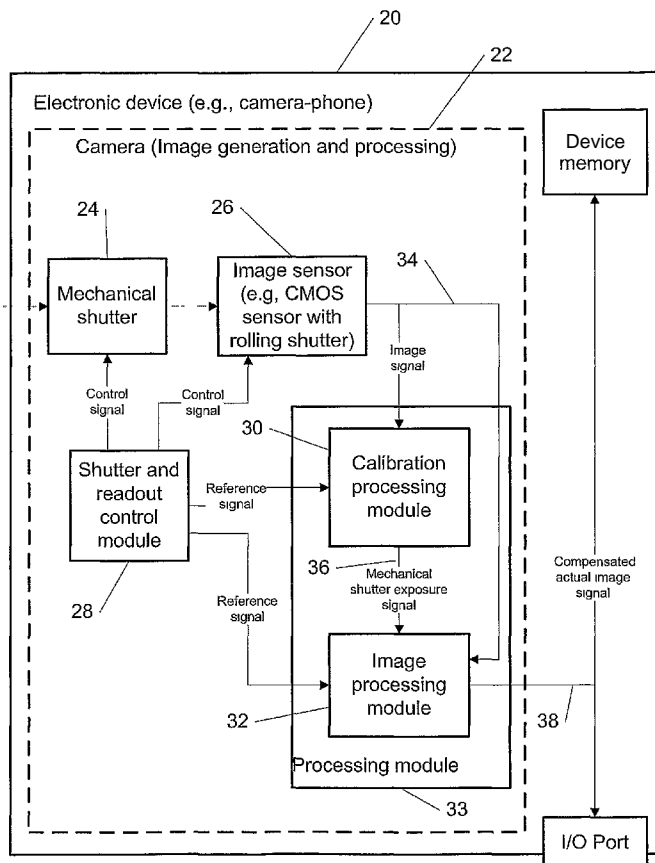 20
22
Electronic device (e.g., camera-phone)
Camera (Image generation and processing)
Device
memory
24
26
34
Mechanical
shutter
Image sensor
(e.g, CMOS
sensor with
rolling shutter)
Image
signal
Control
signal
Control
signal
30
Shutter and
readout
control
module
28
Reference
signal
Calibration
processing
module
36
Mechanical
shutter exposure
signal
Compensated
actual image
signal
Reference
signal
Image
processing
module
32
38
Processing module
33
I/O Port